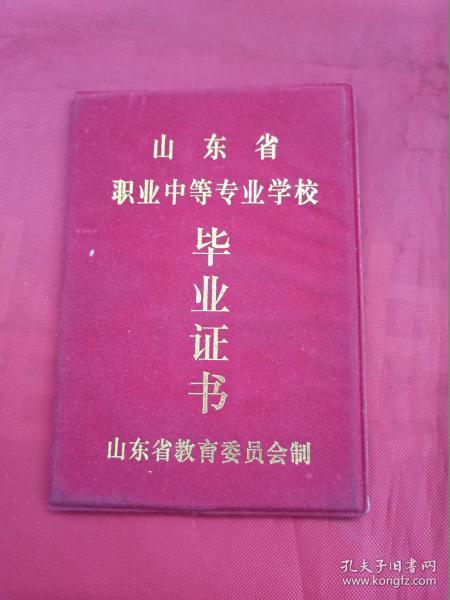 山东省
职业中等专业学校
毕业证书
山东省教育委员会制
孔夫子旧书网
www.kongfz.com